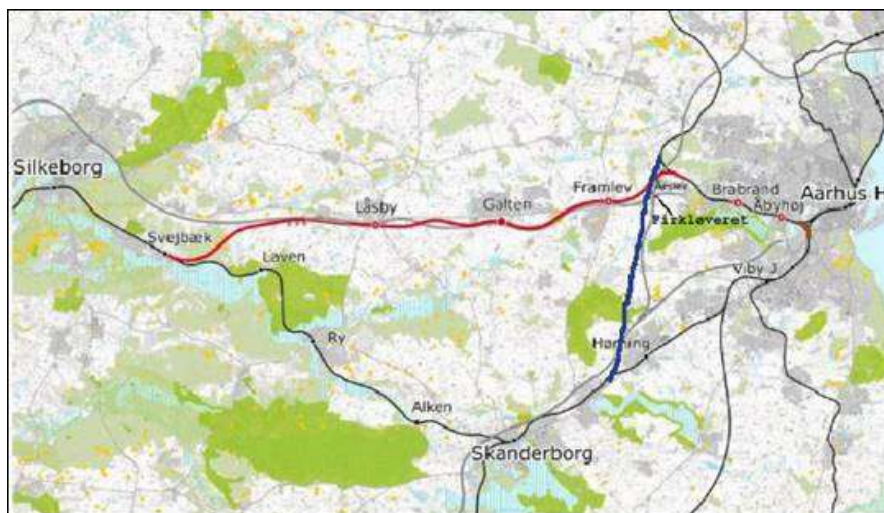 Silkeborg
Svejbæk
Laven
Låsby
Galten
Framlev
Brabrand
Åbyhøj
Aarhus H
Firkløveret
Viby J
Ry
Hørning
Alken
Skanderborg